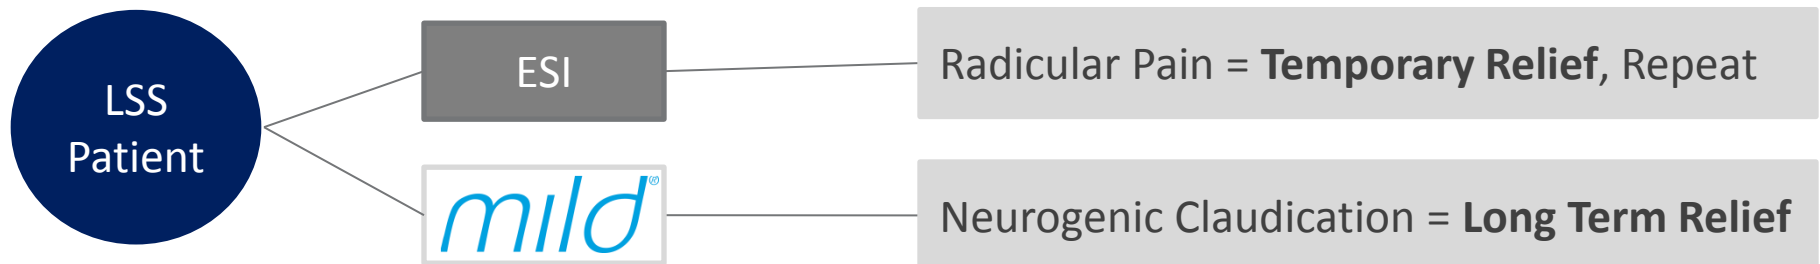 LSS
Patient
ESI
Radicular Pain = Temporary Relief, Repeat
mild®
Neurogenic Claudication = Long Term Relief